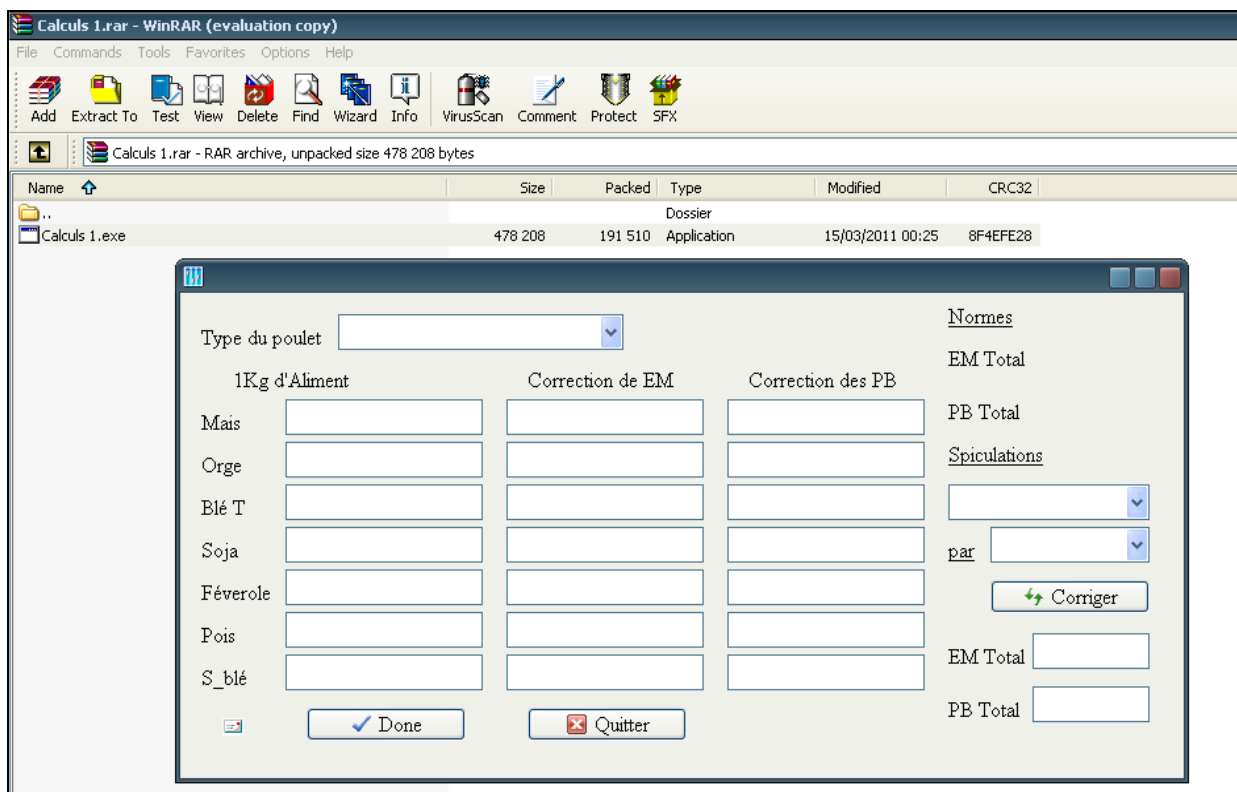 Calculs 1.rar - WinRAR (evaluation copy)
File Commands Tools Favorites Options Help
Add Extract To Test View Delete Find Wizard Info VirusScan Comment Protect SFX
Calculs 1.rar - RAR archive, unpacked size 478 208 bytes
Name Size Packed Type Modified CRC32
.. Dossier
Calculs 1.exe 478 208 191 510 Application 15/03/2011 00:25 8F4EFE28
Type du poulet
Normes
EM Total
1Kg d'Aliment Correction de EM Correction des PB
Mais
PB Total
Orge
Spiculations
Blé T
Soja
par
Féverole
Corriger
Pois
EM Total
S_blé
PB Total
Done Quitter